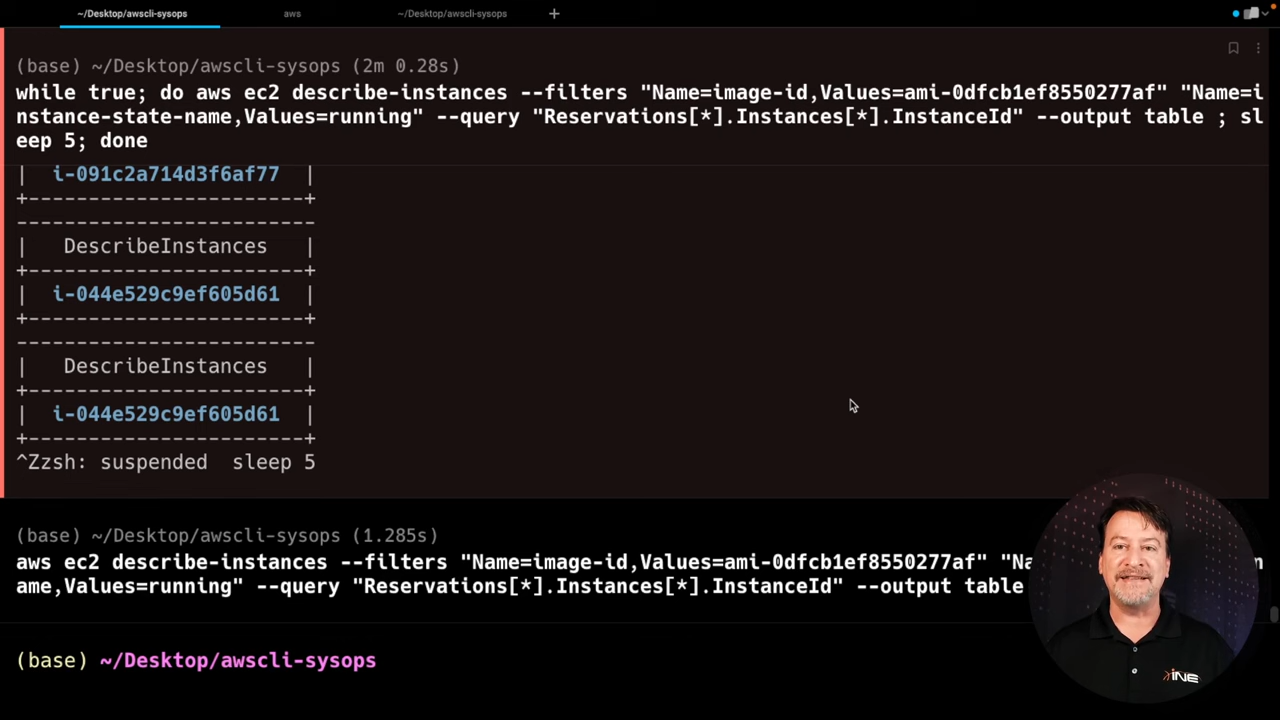 ~/Desktop/awscli-sysops aws ~/Desktop/awscli-sysops +
(base) ~/Desktop/awscli-sysops (2m 0.28s)
while true; do aws ec2 describe-instances --filters "Name=image-id,Values=ami-0dfcb1ef8550277af" "Name=i
nstance-state-name,Values=running" --query "Reservations[*].Instances[*].InstanceId" --output table ; sl
eep 5; done
| i-091c2a714d3f6af77 |
+------------------------+
-------------------------
| DescribeInstances |
+------------------------+
| i-044e529c9ef605d61 |
+------------------------+
-------------------------
| DescribeInstances |
+------------------------+
| i-044e529c9ef605d61 |
+------------------------+
^Zzsh: suspended  sleep 5
(base) ~/Desktop/awscli-sysops (1.285s)
aws ec2 describe-instances --filters "Name=image-id,Values=ami-0dfcb1ef8550277af" "Na
ame,Values=running" --query "Reservations[*].Instances[*].InstanceId" --output table
(base) ~/Desktop/awscli-sysops
INE